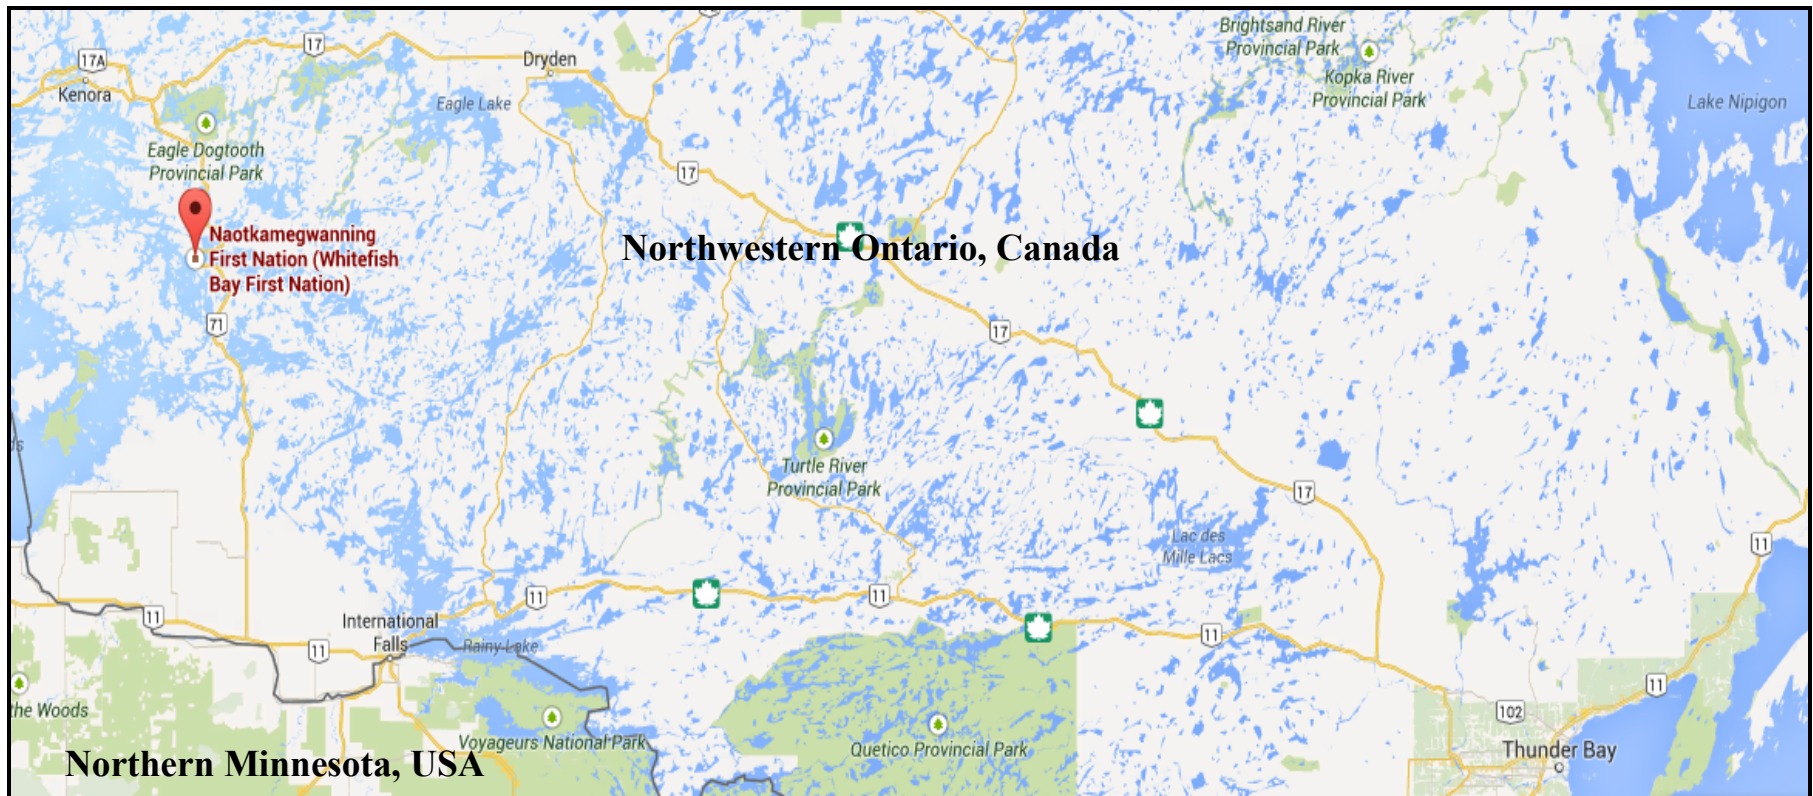 Brightsand River
Provincial Park
17
17A
Dryden
Kopka River
Provincial Park
Kenora
Eagle Lake
Lake Nipigon
Eagle Dogtooth
Provincial Park
17
Naotkamegwanning
First Nation (Whitefish
Bay First Nation)
Northwestern Ontario, Canada
71
17
Turtle River
Provincial Park
17
Lac des
Mille Lacs
11
11
11
11
International
Falls
11
11
Rainy Lake
11
the Woods
102
Voyageurs National Park
Quetico Provincial Park
Thunder Bay
Northern Minnesota, USA